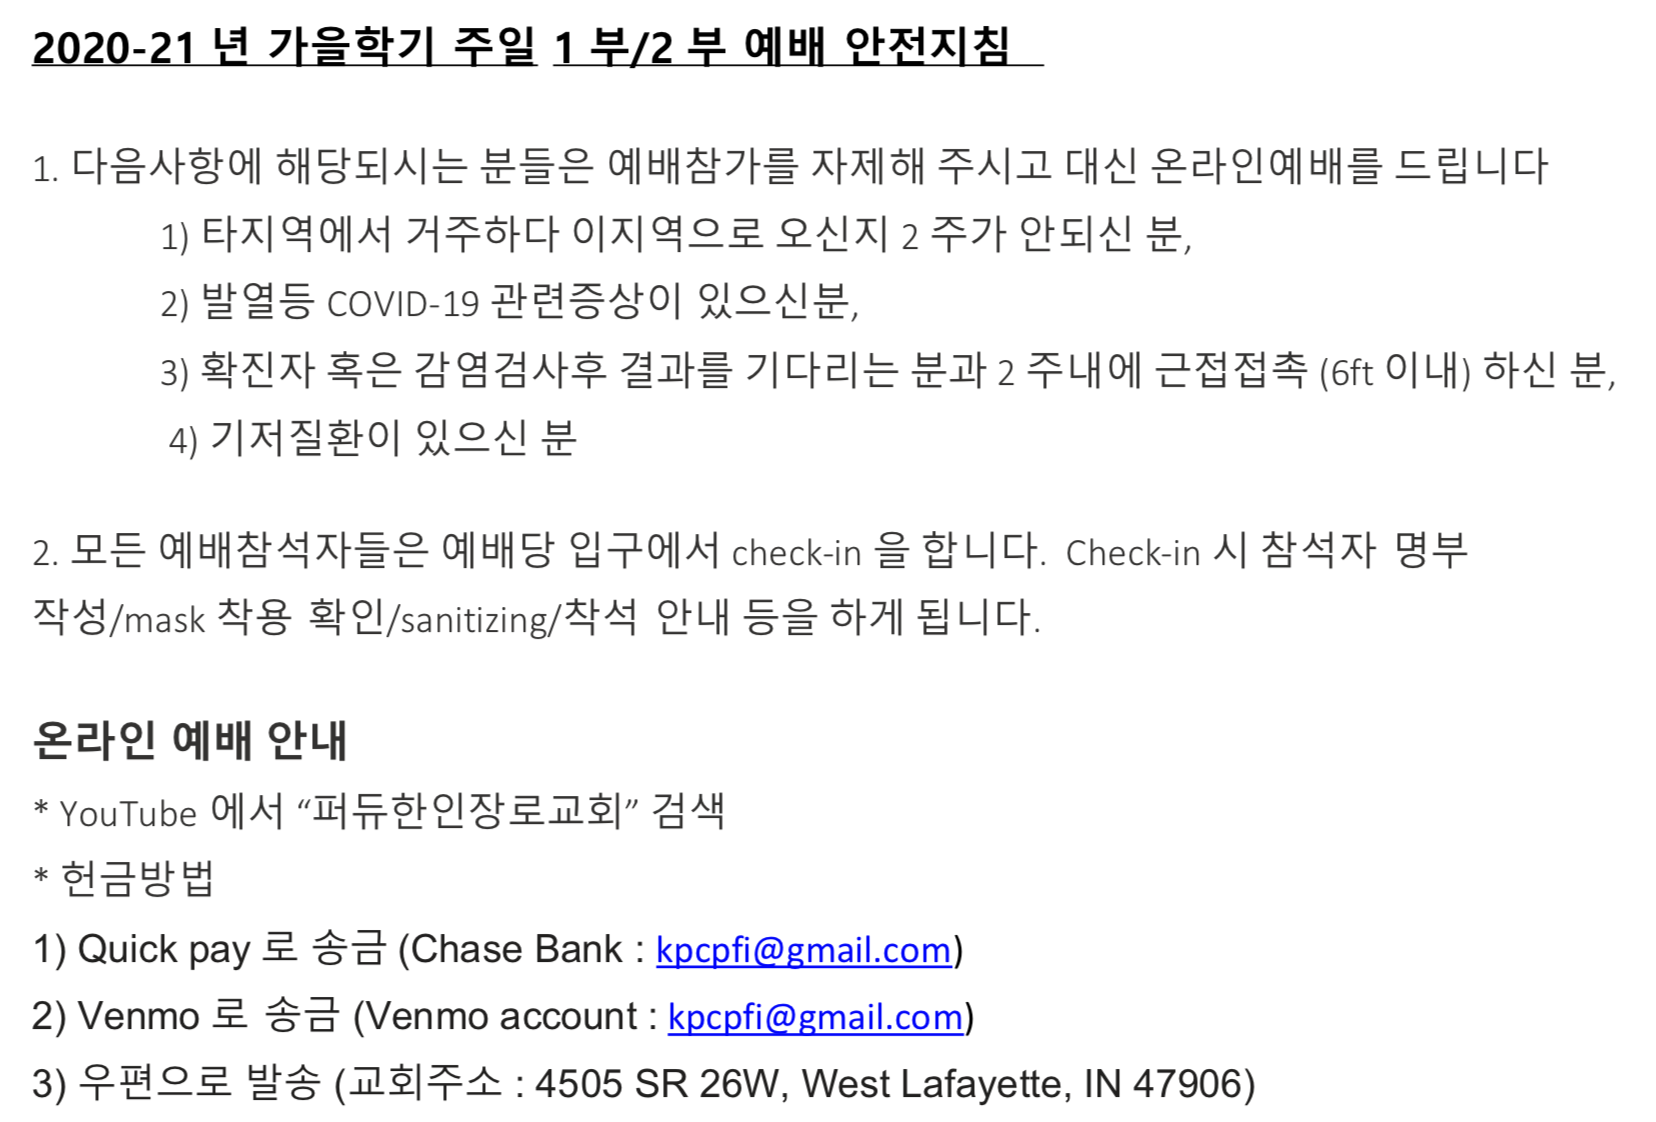 2020-21 년 가을학기 주일 1 부/2 부 예배 안전지침
1. 다음사항에 해당되시는 분들은 예배참가를 자제해 주시고 대신 온라인예배를 드립니다
1) 타지역에서 거주하다 이지역으로 오신지 2 주가 안되신 분,
2) 발열등 COVID-19 관련증상이 있으신분,
3) 확진자 혹은 감염검사후 결과를 기다리는 분과 2 주내에 근접접촉 (6ft 이내) 하신 분,
4) 기저질환이 있으신 분
2. 모든 예배참석자들은 예배당 입구에서 check-in 을 합니다. Check-in 시 참석자 명부
작성/mask 착용 확인/sanitizing/착석 안내 등을 하게 됩니다.
온라인 예배 안내
* YouTube 에서 “퍼듀한인장로교회” 검색
* 헌금방법
1) Quick pay 로 송금 (Chase Bank : kpcpfi@gmail.com)
2) Venmo 로 송금 (Venmo account : kpcpfi@gmail.com)
3) 우편으로 발송 (교회주소 : 4505 SR 26W, West Lafayette, IN 47906)